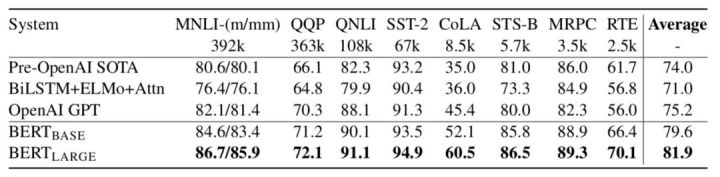 System MNLI-(m/mm) QQP QNLI SST-2 CoLA STS-B MRPC RTE Average
392k 363k 108k 67k 8.5k 5.7k 3.5k 2.5k -
Pre-OpenAI SOTA 80.6/80.1 66.1 82.3 93.2 35.0 81.0 86.0 61.7 74.0
BiLSTM+ELMo+Attn 76.4/76.1 64.8 79.9 90.4 36.0 73.3 84.9 56.8 71.0
OpenAI GPT 82.1/81.4 70.3 88.1 91.3 45.4 80.0 82.3 56.0 75.2
BERTBASE 84.6/83.4 71.2 90.1 93.5 52.1 85.8 88.9 66.4 79.6
BERTLARGE 86.7/85.9 72.1 91.1 94.9 60.5 86.5 89.3 70.1 81.9